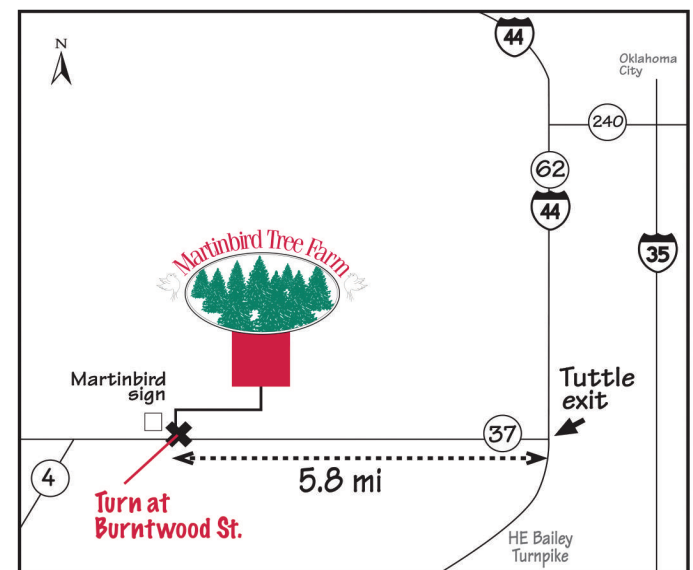 44
N
Oklahoma
City
240
62
44
35
Martinbird Tree Farm
Martinbird
sign
Tuttle
exit
37
4
5.8 mi
Turn at
Burntwood St.
HE Bailey
Turnpike